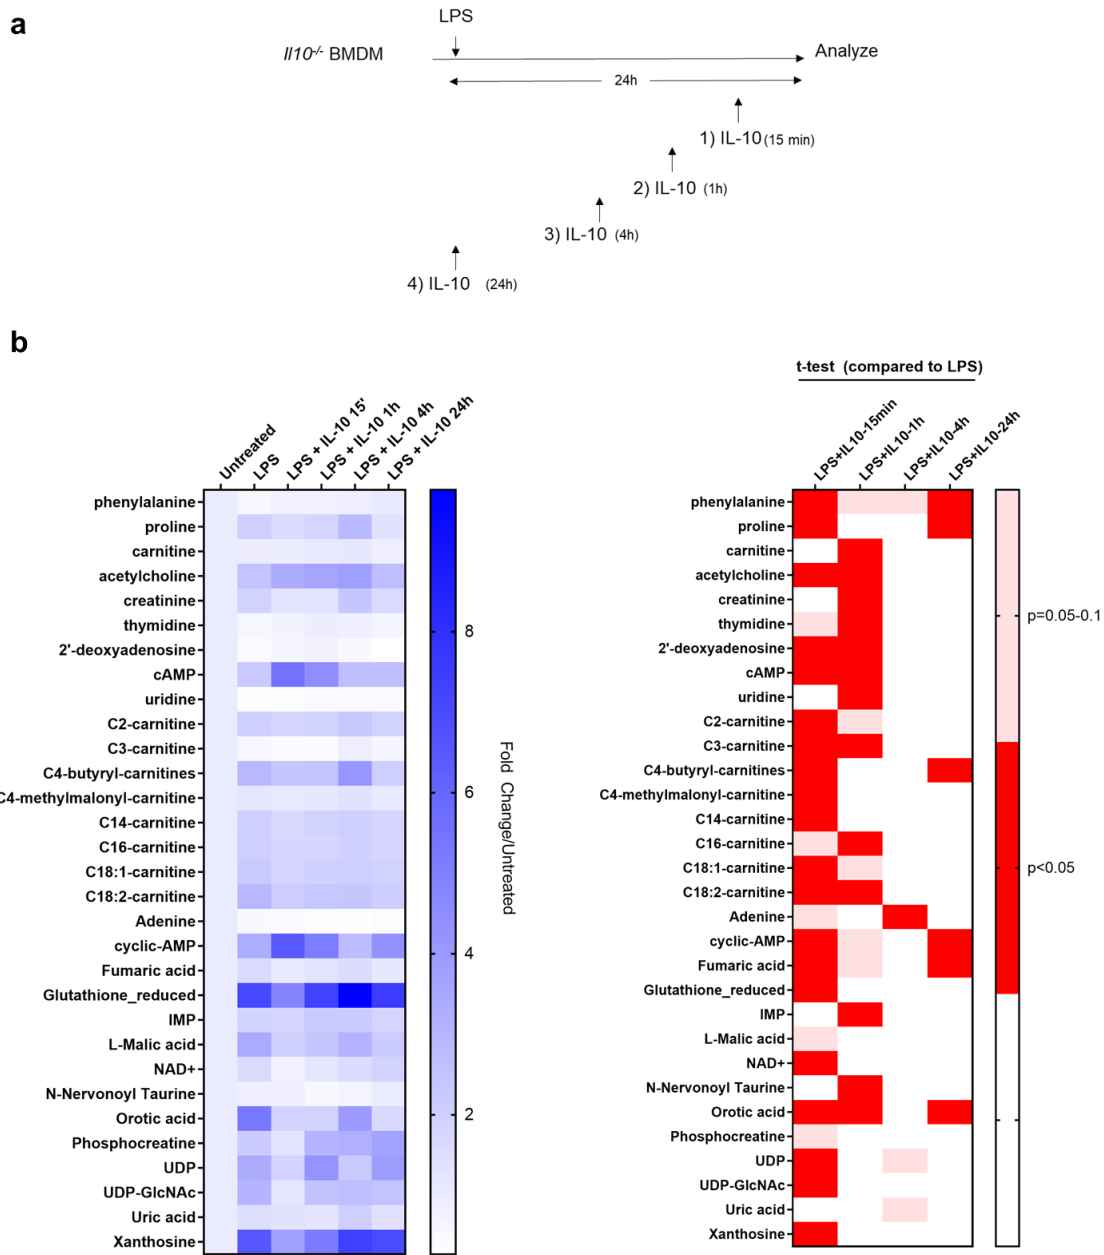 a
LPS
Il10-/- BMDM
Analyze
24h
1) IL-10 (15 min)
2) IL-10 (1h)
3) IL-10 (4h)
4) IL-10 (24h)
b
t-test (compared to LPS)
Untreated
LPS
LPS + IL-10 15'
LPS + IL-10 1h
LPS + IL-10 4h
LPS + IL-10 24h
phenylalanine
proline
carnitine
acetylcholine
creatinine
thymidine
2'-deoxyadenosine
cAMP
uridine
C2-carnitine
C3-carnitine
C4-butyryl-carnitines
C4-methylmalonyl-carnitine
C14-carnitine
C16-carnitine
C18:1-carnitine
C18:2-carnitine
Adenine
cyclic-AMP
Fumaric acid
Glutathione_reduced
IMP
L-Malic acid
NAD+
N-Nervonoyl Taurine
Orotic acid
Phosphocreatine
UDP
UDP-GlcNAc
Uric acid
Xanthosine
8
6
4
2
Fold Change/Untreated
LPS+IL10-15min
LPS+IL10-1h
LPS+IL10-4h
LPS+IL10-24h
phenylalanine
proline
carnitine
acetylcholine
creatinine
thymidine
2'-deoxyadenosine
cAMP
uridine
C2-carnitine
C3-carnitine
C4-butyryl-carnitines
C4-methylmalonyl-carnitine
C14-carnitine
C16-carnitine
C18:1-carnitine
C18:2-carnitine
Adenine
cyclic-AMP
Fumaric acid
Glutathione_reduced
IMP
L-Malic acid
NAD+
N-Nervonoyl Taurine
Orotic acid
Phosphocreatine
UDP
UDP-GlcNAc
Uric acid
Xanthosine
p=0.05-0.1
p<0.05